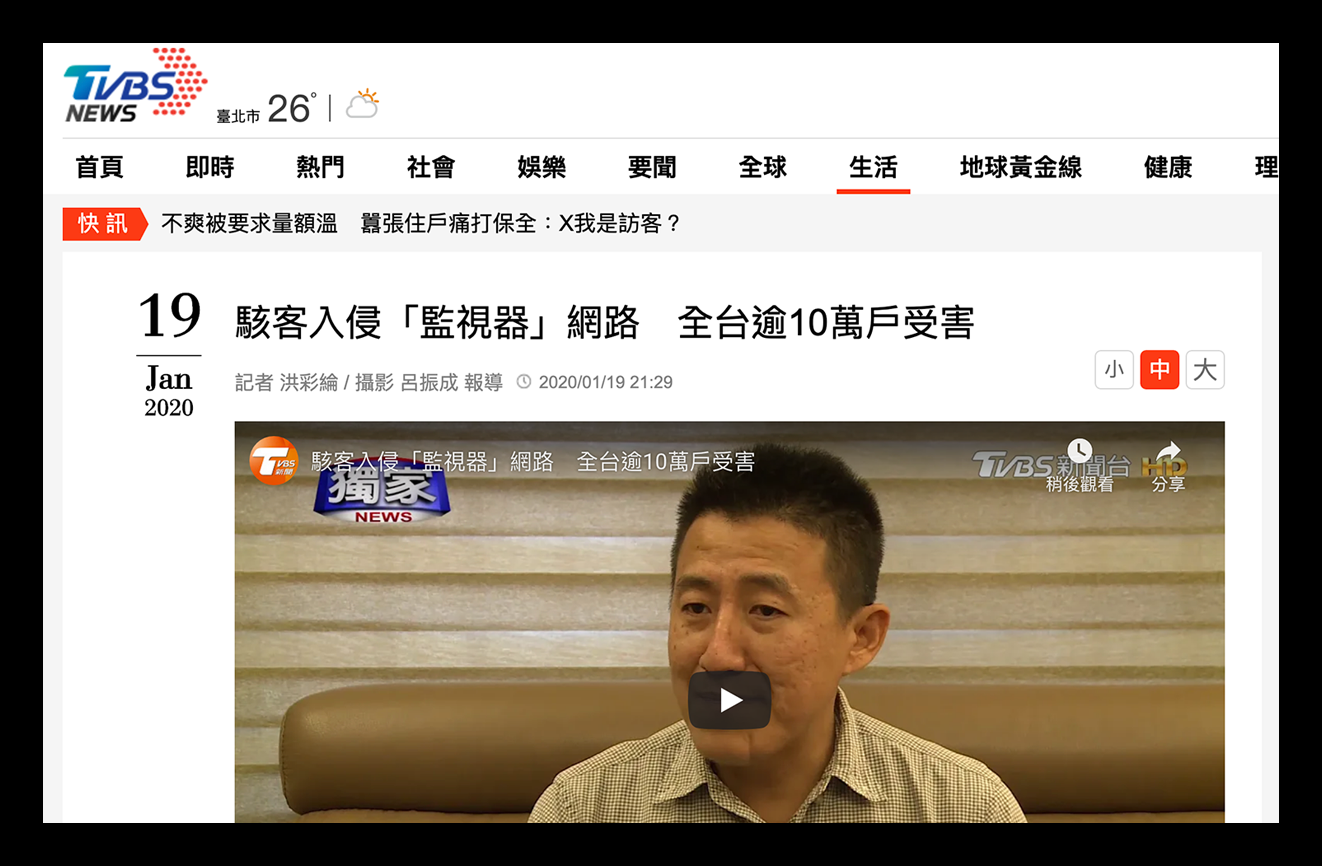 TVBS
NEWS
臺北市 26°
首頁 即時 熱門 社會 娛樂 要聞 全球 生活 地球黃金線 健康 理
快訊 不爽被要求量額溫 囂張住戶痛打保全：X我是訪客？
19
Jan
2020
駭客入侵「監視器」網路 全台逾10萬戶受害
記者 洪彩綸 / 攝影 呂振成 報導 2020/01/19 21:29
小 中 大
TVBS
新聞
駭客入侵「監視器」網路 全台逾10萬戶受害
獨家
NEWS
TVBS新聞台 HD
稍後觀看 分享